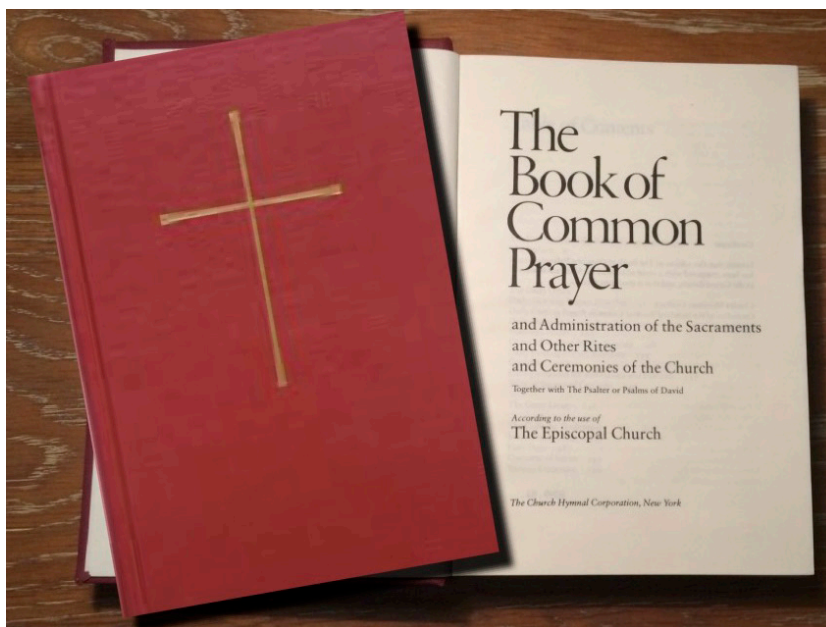 The
Book of
Common
Prayer
and Administration of the Sacraments
and Other Rites
and Ceremonies of the Church
Together with The Psalter or Psalms of David
According to the use of
The Episcopal Church
The Church Hymnal Corporation, New York